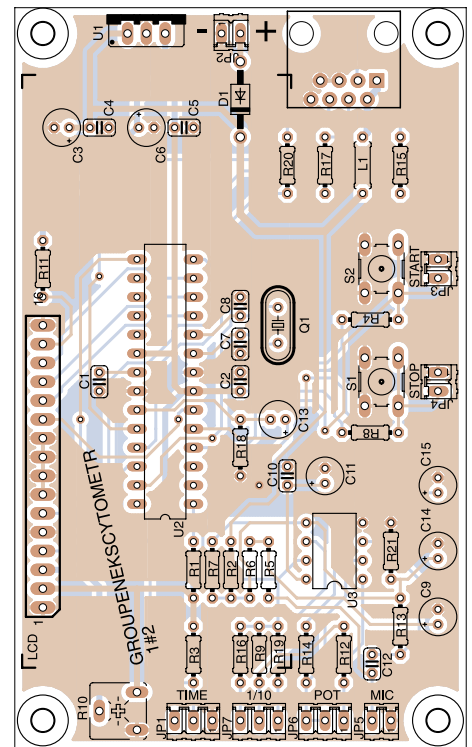 U1
-
+
JP2
D1
C3
C4
C6
C5
R20
R17
L1
R15
R11
16
S2
START
JP3
R4
C8
C7
C2
Q1
C1
S1
STOP
JP4
R8
C13
R18
C10
C11
C15
C14
U2
GROUPENEKSCYTOMETR
1#2
R1
R7
R2
R6
R5
U3
R21
C9
R13
LCD
1
R3
R16
R9
R19
R14
R12
C12
R10
TIME
1/10
POT
MIC
JP1
JP7
JP6
JP5